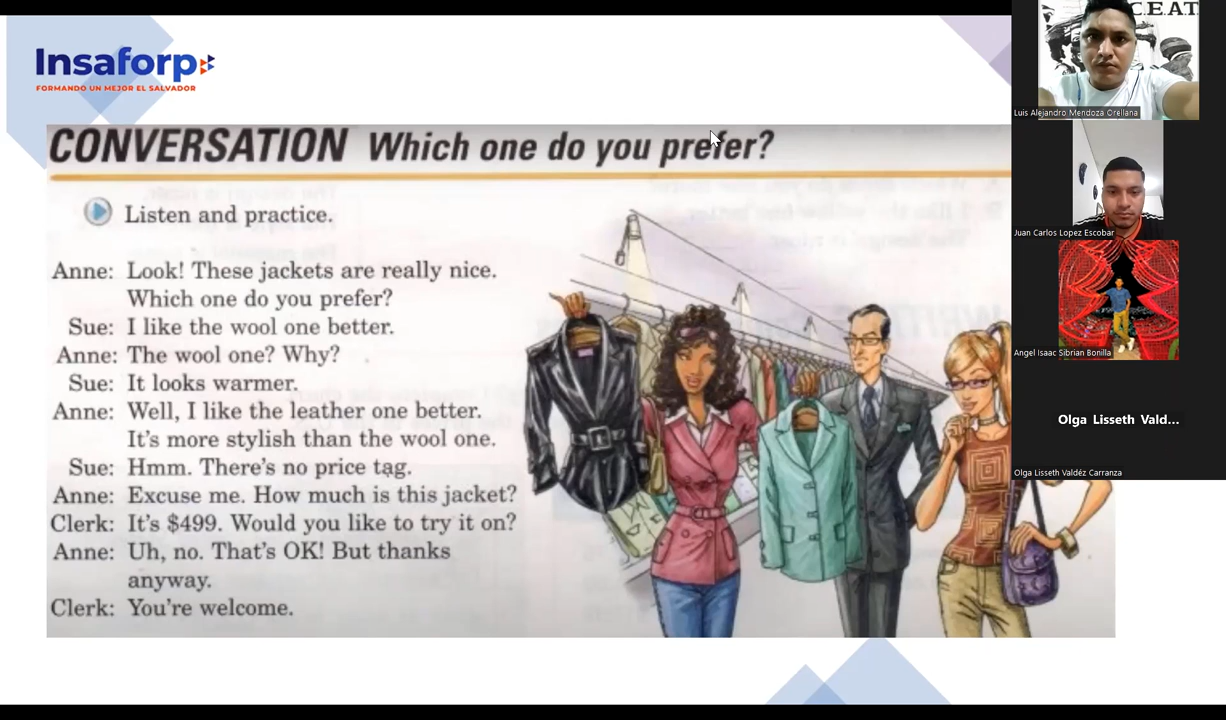 Insaforp
FORMANDO UN MEJOR EL SALVADOR
CONVERSATION Which one do you prefer?
Listen and practice.
Anne: Look! These jackets are really nice.
Which one do you prefer?
Sue: I like the wool one better.
Anne: The wool one? Why?
Sue: It looks warmer.
Anne: Well, I like the leather one better.
It's more stylish than the wool one.
Sue: Hmm. There's no price tag.
Anne: Excuse me. How much is this jacket?
Clerk: It's $499. Would you like to try it on?
Anne: Uh, no. That's OK! But thanks
anyway.
Clerk: You're welcome.
CEAT
Luis Alejandro Mendoza Orellana
Juan Carlos Lopez Escobar
Angel Isaac Sibrian Bonilla
Olga Lisseth Vald...
Olga Lisseth Valdéz Carranza